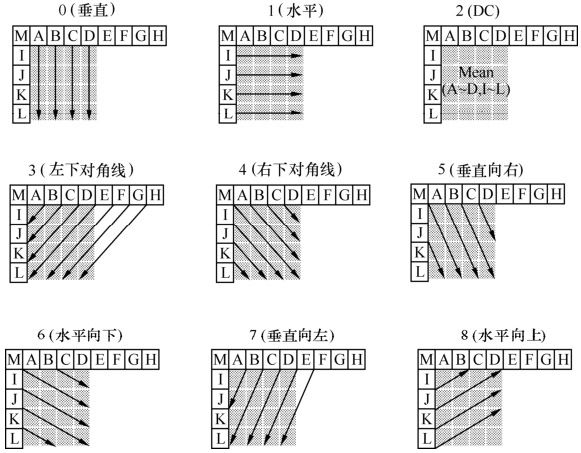 0(垂直)
M A B C D E F G H
I
J
K
L
1(水平)
M A B C D E F G H
I
J
K
L
2(DC)
M A B C D E F G H
I
J
K
L
Mean
(A~D,I~L)
3(左下对角线)
M A B C D E F G H
I
J
K
L
4(右下对角线)
M A B C D E F G H
I
J
K
L
5(垂直向右)
M A B C D E F G H
I
J
K
L
6(水平向下)
M A B C D E F G H
I
J
K
L
7(垂直向左)
M A B C D E F G H
I
J
K
L
8(水平向上)
M A B C D E F G H
I
J
K
L